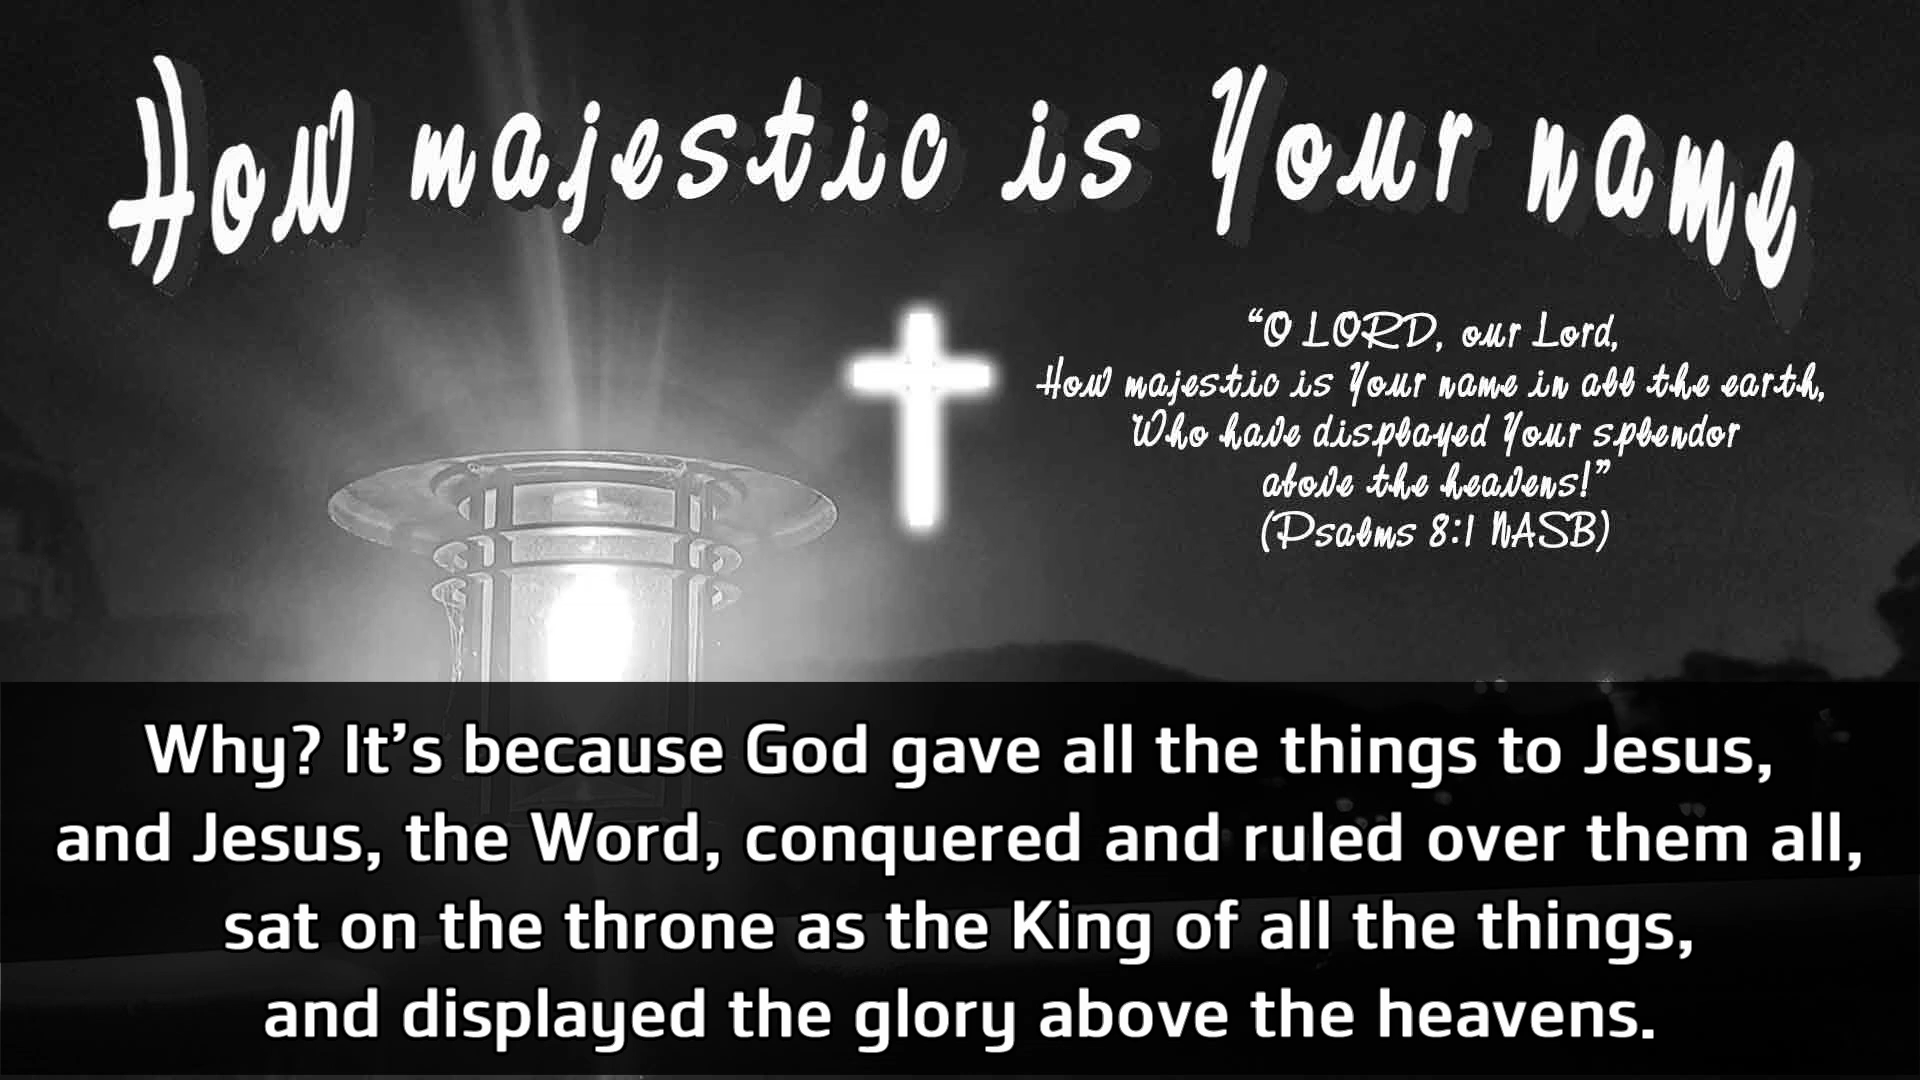 How majestic is Your name
“O LORD, our Lord,
How majestic is Your name in all the earth,
Who have displayed Your splendor
above the heavens!”
(Psalms 8:1 NASB)
Why? It’s because God gave all the things to Jesus,
and Jesus, the Word, conquered and ruled over them all,
sat on the throne as the King of all the things,
and displayed the glory above the heavens.